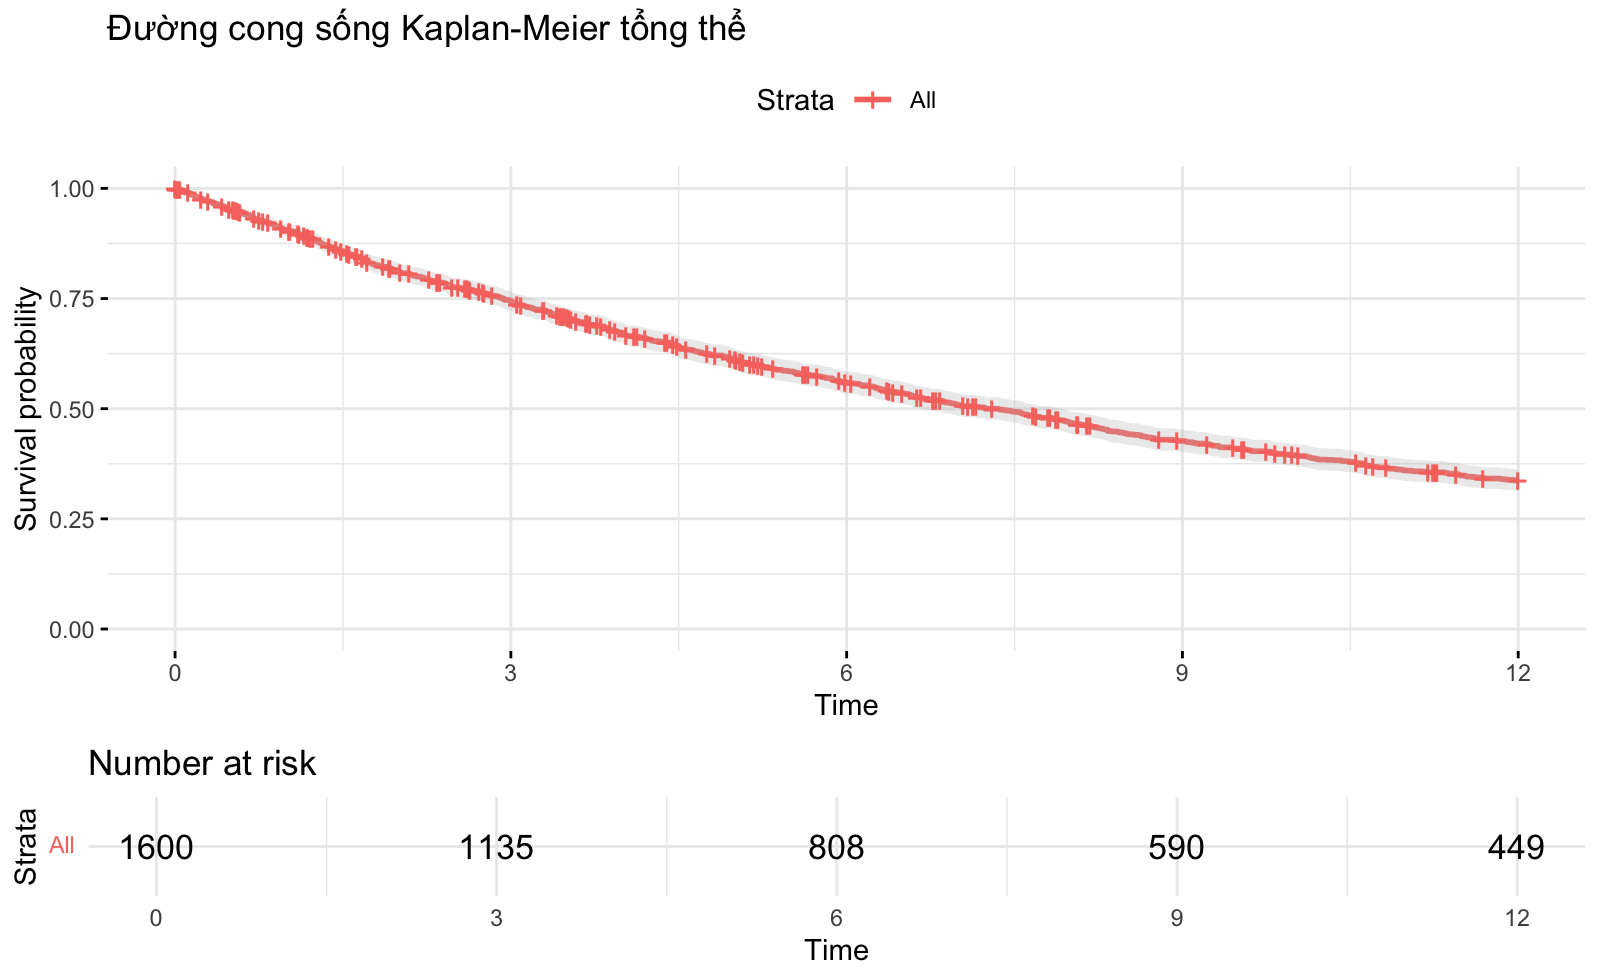 Đường cong sống Kaplan-Meier tổng thể
Strata All
Survival probability
1.00
0.75
0.50
0.25
0.00
0 3 6 9 12
Time
Number at risk
Strata
All 1600 1135 808 590 449
0 3 6 9 12
Time